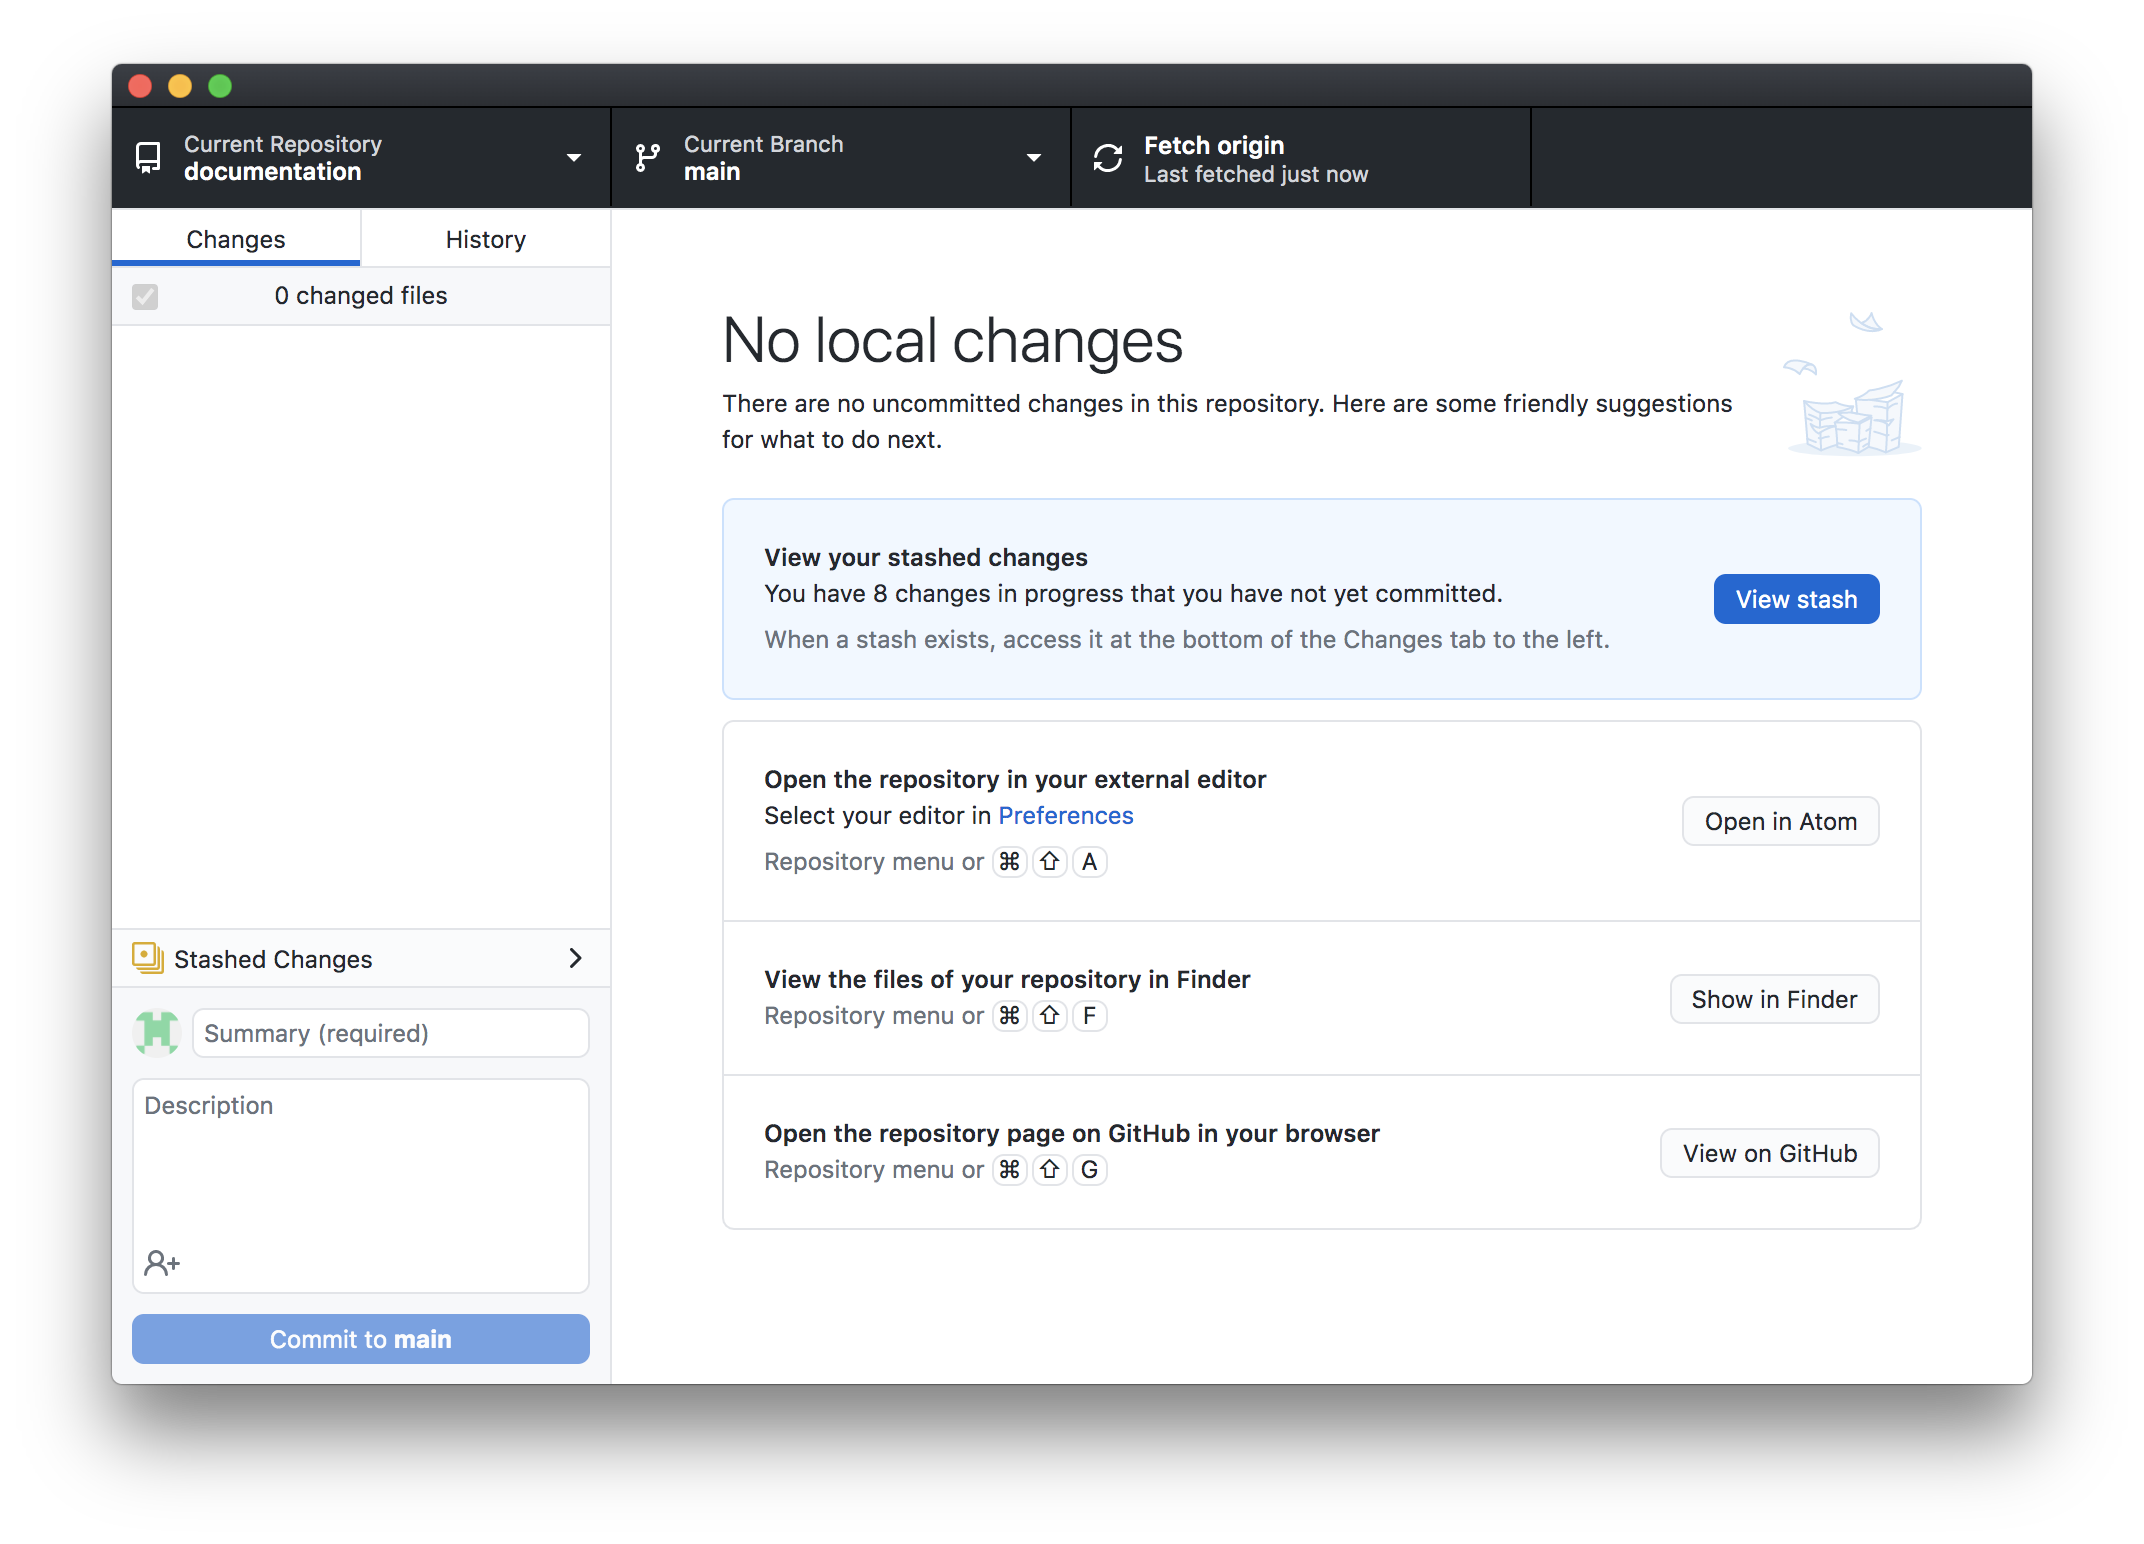 Current Repository
documentation
Current Branch
main
Fetch origin
Last fetched just now
Changes
History
0 changed files
No local changes
There are no uncommitted changes in this repository. Here are some friendly suggestions
for what to do next.
View your stashed changes
You have 8 changes in progress that you have not yet committed.
When a stash exists, access it at the bottom of the Changes tab to the left.
View stash
Open the repository in your external editor
Select your editor in Preferences
Repository menu or ⌘ ⇧ A
Open in Atom
View the files of your repository in Finder
Repository menu or ⌘ ⇧ F
Show in Finder
Open the repository page on GitHub in your browser
Repository menu or ⌘ ⇧ G
View on GitHub
Stashed Changes
Summary (required)
Description
Commit to main